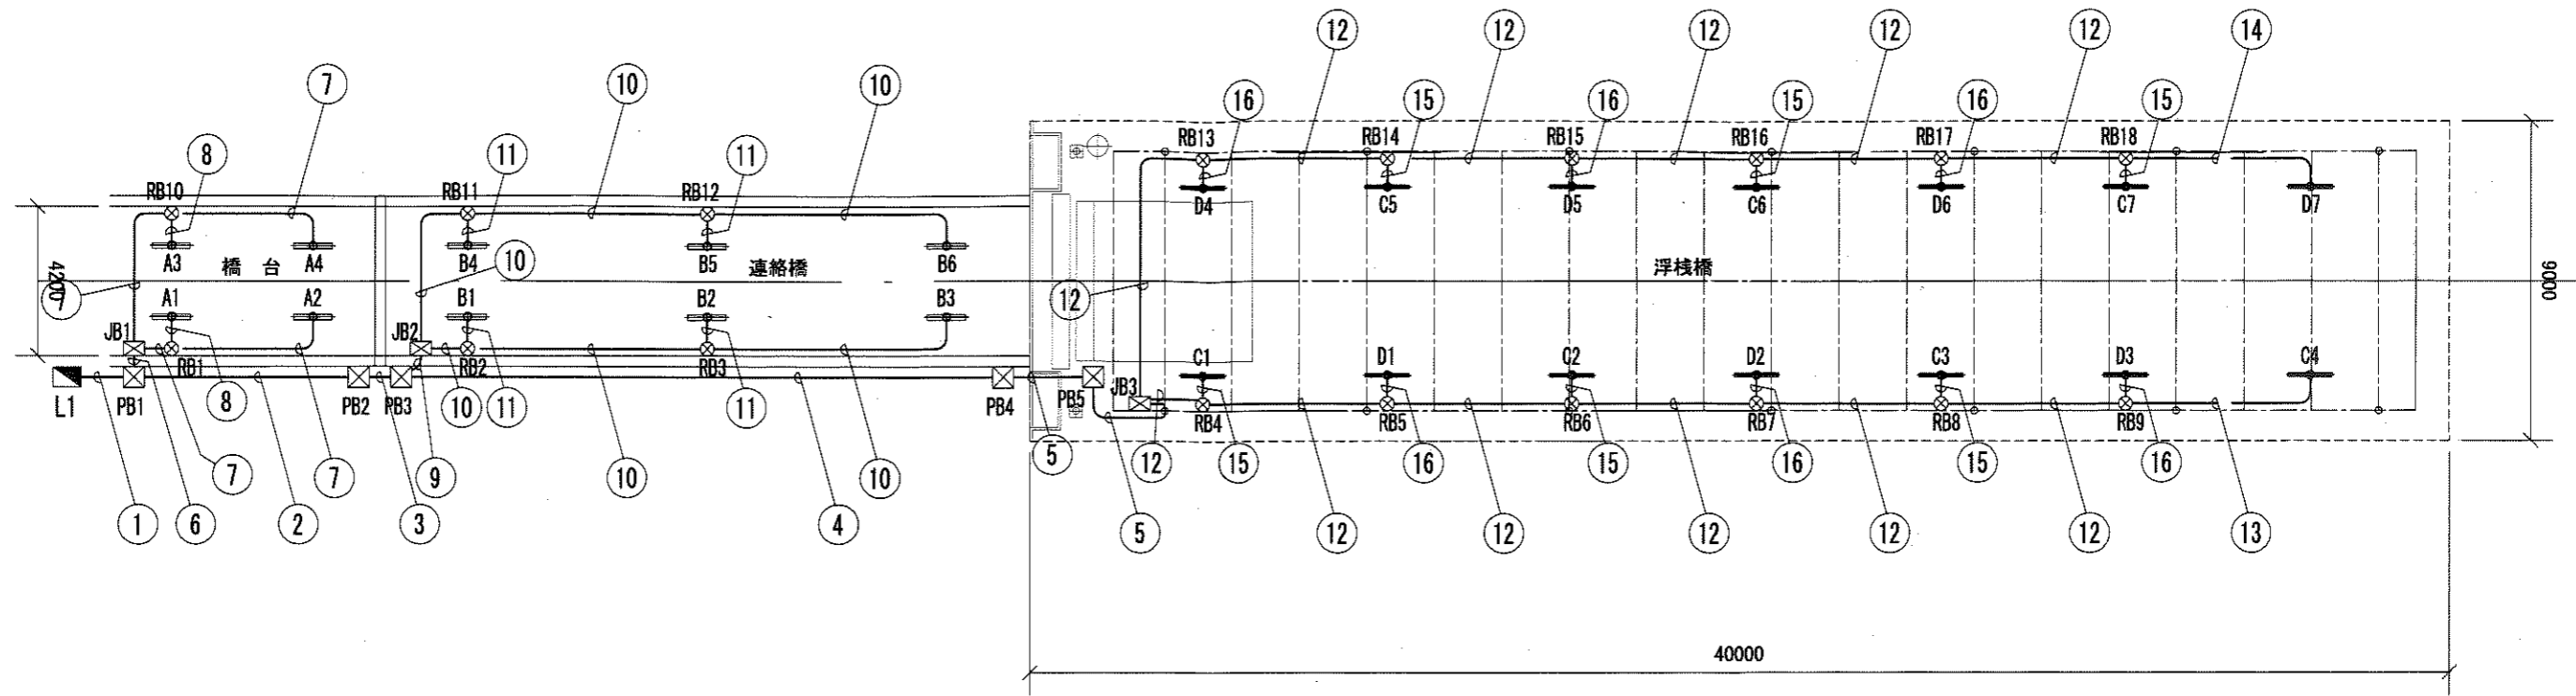 12 12 12 12 12 14
7 10 10
16 15 16 15 16 15
8 11 11
RB13 RB14 RB15 RB16 RB17 RB18
RB10 RB11 RB12
D4 C5 D5 C6 D6 C7 D7
A3 橋 台 A4 B4 10 B5 連絡橋 B6 浮桟橋
4200 7 12 9000
A1 A2 B1 B2 B3
JB1 JB2 C1 D1 C2 D2 C3 D3 C4
RB1 RB2 RB3
L1 PB1 PB2 PB3 PB4 PB5 JB3
RB4 RB5 RB6 RB7 RB8 RB9
8 10 11 11
7 7 9 10 10 5 12 15 16 15 16 15 16
1 6 2 3 4 5 12 12 12 12 12 13
40000